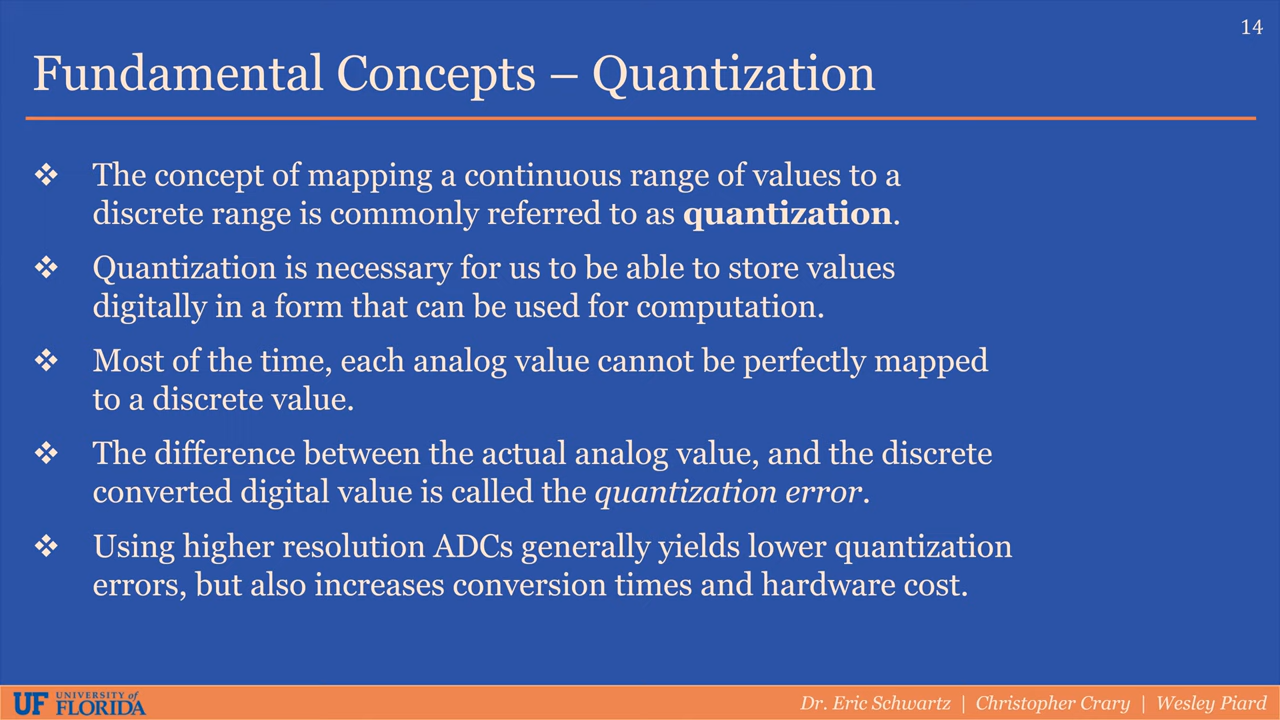 14
Fundamental Concepts – Quantization
❖ The concept of mapping a continuous range of values to a
discrete range is commonly referred to as quantization.
❖ Quantization is necessary for us to be able to store values
digitally in a form that can be used for computation.
❖ Most of the time, each analog value cannot be perfectly mapped
to a discrete value.
❖ The difference between the actual analog value, and the discrete
converted digital value is called the quantization error.
❖ Using higher resolution ADCs generally yields lower quantization
errors, but also increases conversion times and hardware cost.
UF UNIVERSITY of
FLORIDA
Dr. Eric Schwartz | Christopher Crary | Wesley Piard